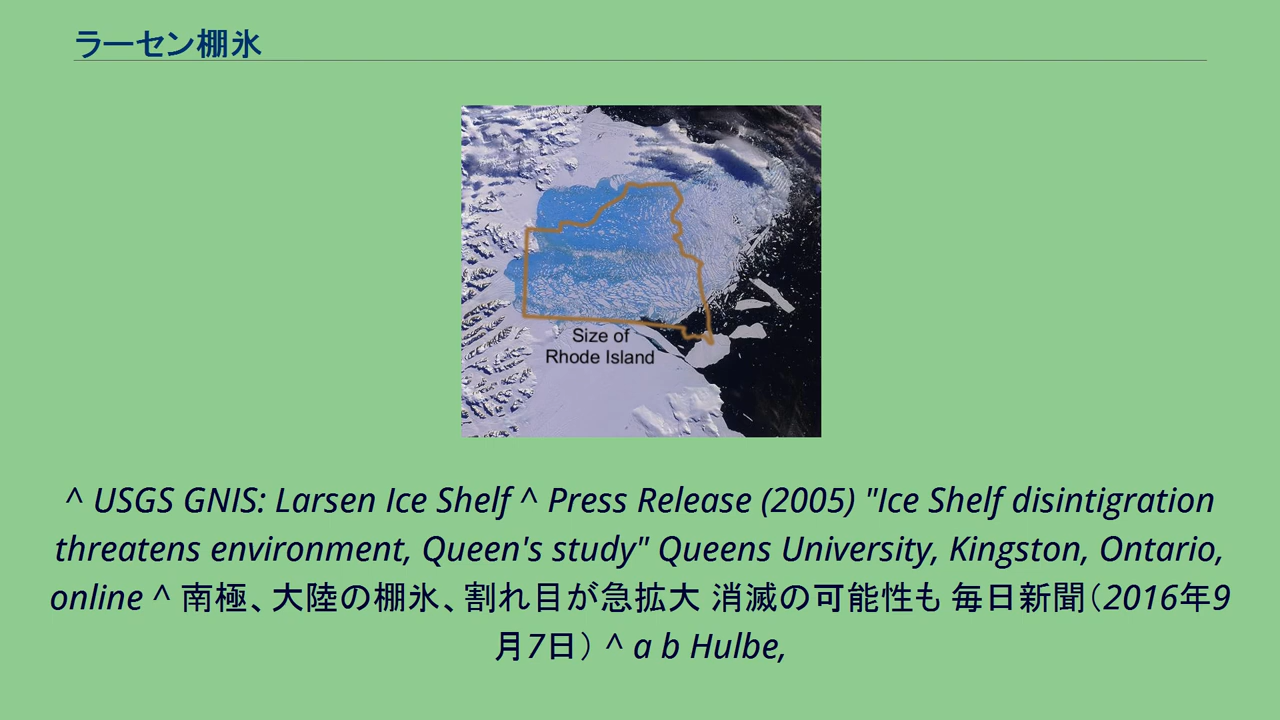 ラーセン棚氷
Size of
Rhode Island
^ USGS GNIS: Larsen Ice Shelf ^ Press Release (2005) "Ice Shelf disintigration
threatens environment, Queen's study" Queens University, Kingston, Ontario,
online ^ 南極、大陸の棚氷、割れ目が急拡大 消滅の可能性も 毎日新聞（2016年9
月7日） ^ a b Hulbe,